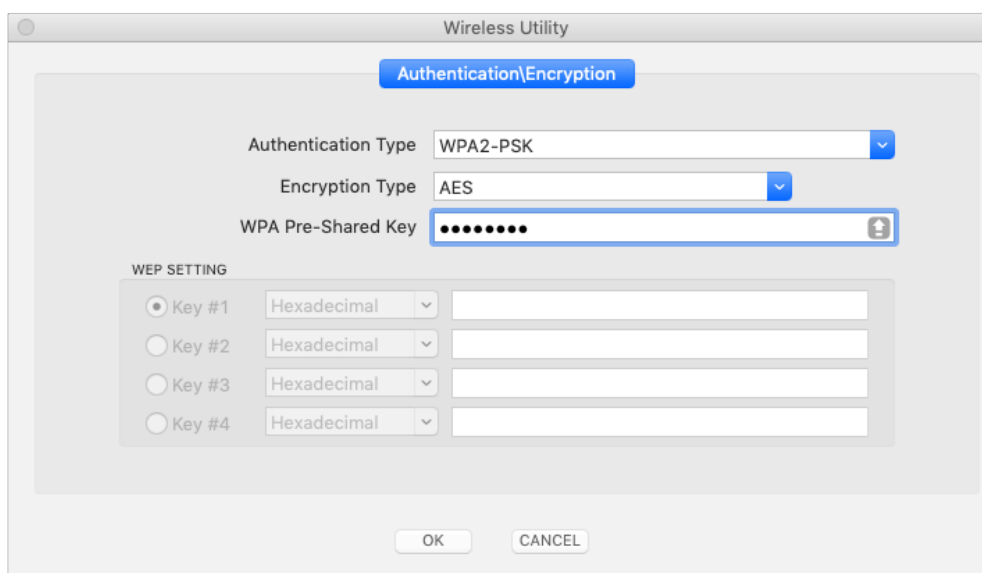 Wireless Utility
Authentication\Encryption
Authentication Type WPA2-PSK
Encryption Type AES
WPA Pre-Shared Key ••••••••
WEP SETTING
Key #1 Hexadecimal
Key #2 Hexadecimal
Key #3 Hexadecimal
Key #4 Hexadecimal
OK CANCEL